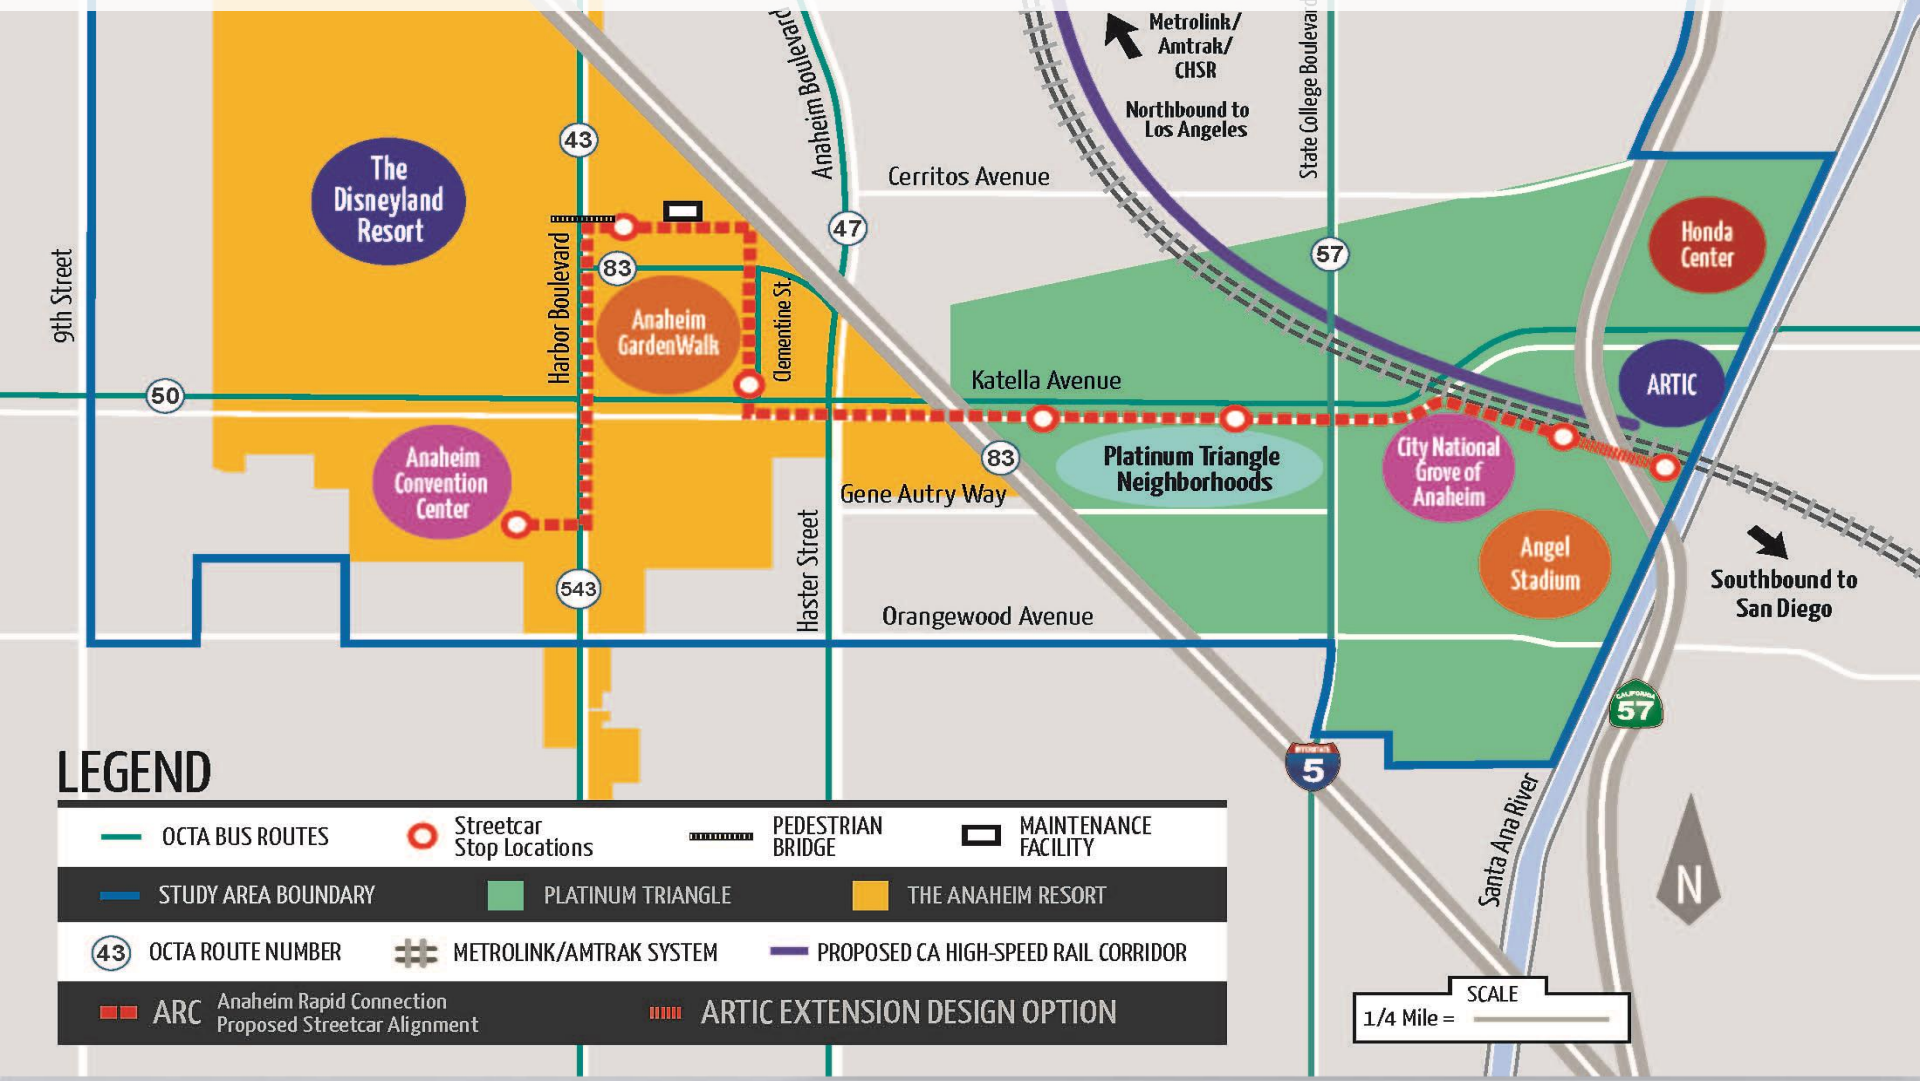 Metrolink/
Amtrak/
CHSR
Northbound to
Los Angeles
Anaheim Boulevard
State College Boulevard
43
The
Disneyland
Resort
Cerritos Avenue
47
57
Honda
Center
83
9th Street
Harbor Boulevard
Anaheim
GardenWalk
Clementine St.
50
Katella Avenue
ARTIC
Anaheim
Convention
Center
83
Gene Autry Way
Platinum Triangle
Neighborhoods
City National
Grove of
Anaheim
Angel
Stadium
Southbound to
San Diego
543
Haster Street
Orangewood Avenue
CALIFORNIA
57
INTERSTATE
5
Santa Ana River
N
LEGEND
OCTA BUS ROUTES
Streetcar
Stop Locations
PEDESTRIAN
BRIDGE
MAINTENANCE
FACILITY
STUDY AREA BOUNDARY
PLATINUM TRIANGLE
THE ANAHEIM RESORT
43
OCTA ROUTE NUMBER
METROLINK/AMTRAK SYSTEM
PROPOSED CA HIGH-SPEED RAIL CORRIDOR
ARC
Anaheim Rapid Connection
Proposed Streetcar Alignment
ARTIC EXTENSION DESIGN OPTION
SCALE
1/4 Mile =